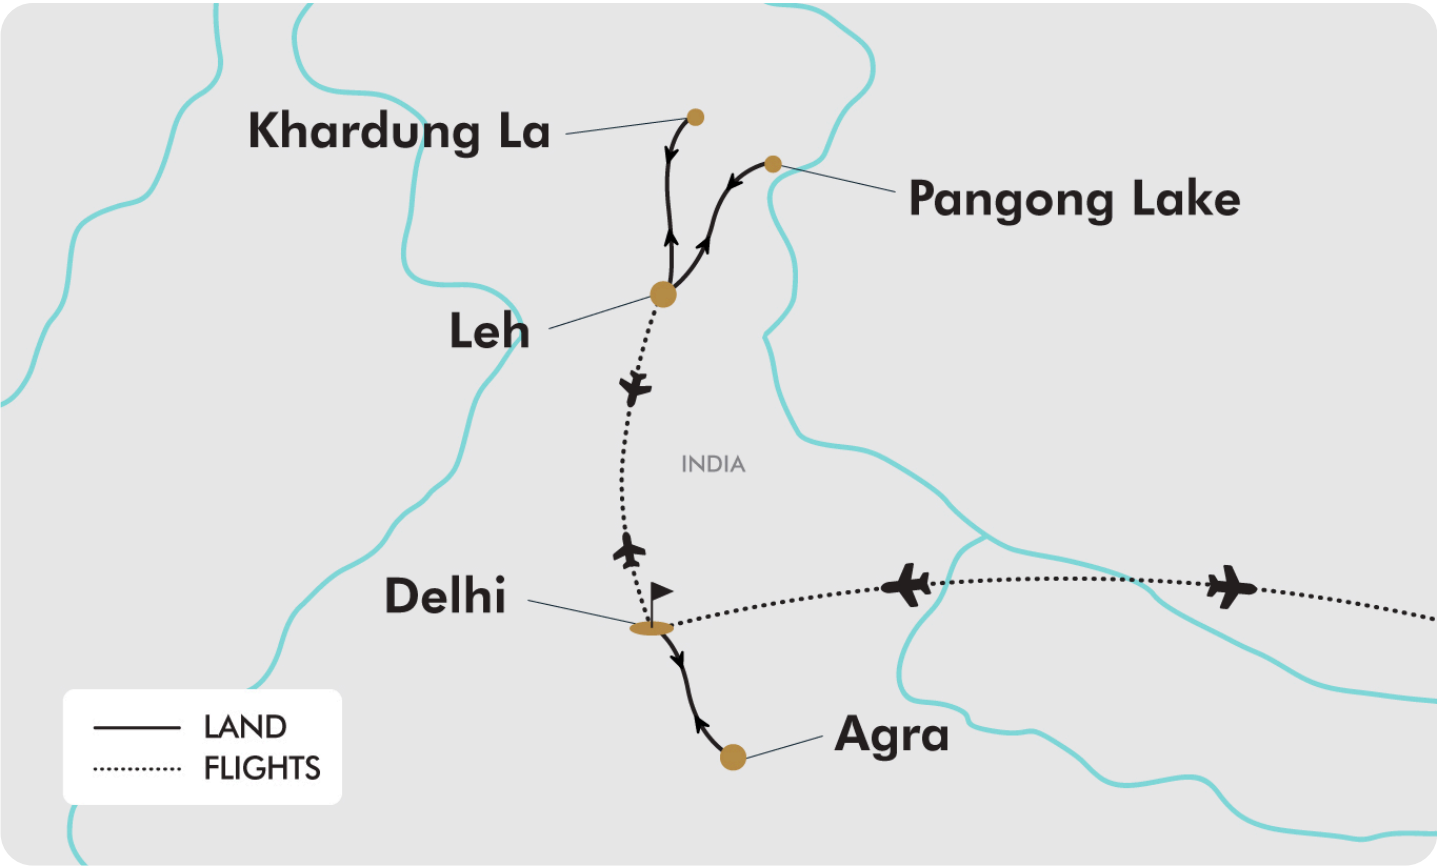 Khardung La
Pangong Lake
Leh
INDIA
Delhi
Agra
LAND
FLIGHTS